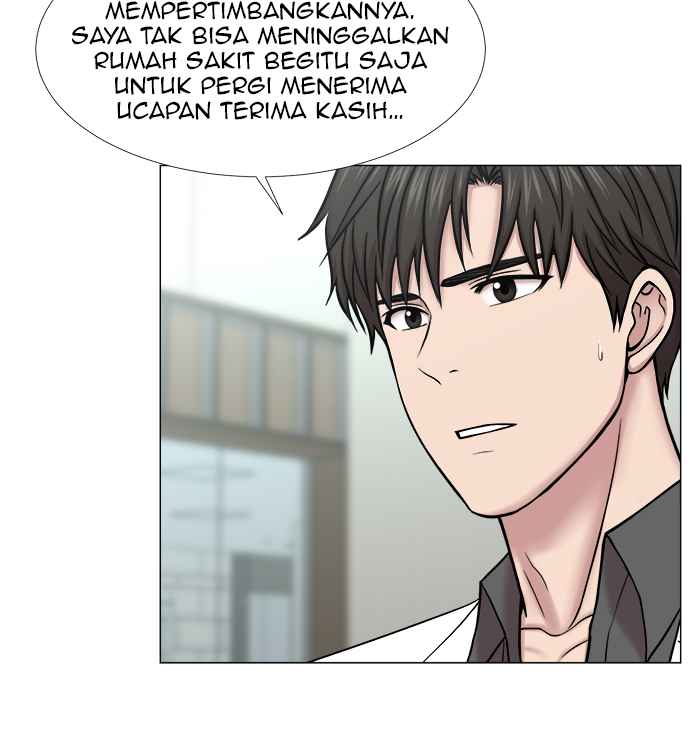 MEMPERTIMBANGKANNYA.
SAYA TAK BISA MENINGGALKAN
RUMAH SAKIT BEGITU SAJA
UNTUK PERGI MENERIMA
UCAPAN TERIMA KASIH...